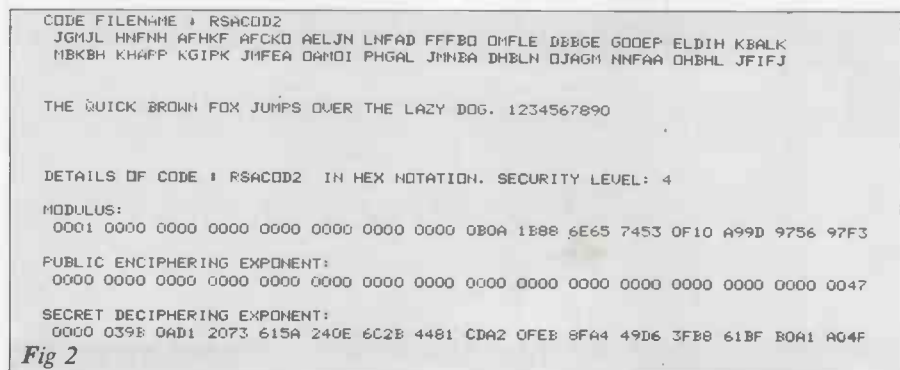 CODE FILENAME : RSACOD2
JGMJL HNFNH AFHKF AFCKO AELJN LNFAD FFFBO OMFLE DBBGE GOOEP ELDIH KBALK
MBKBH KHAFP KGIPK JMFEA OAMOI PHGAL JMNBA DHBLN OJAGM NNFAA OHBHL JFIFJ
THE QUICK BROWN FOX JUMPS OVER THE LAZY DOG. 1234567890
DETAILS OF CODE : RSACOD2 IN HEX NOTATION. SECURITY LEVEL: 4
MODULUS:
0001 0000 0000 0000 0000 0000 0000 0000 0B0A 1B88 6E65 7453 0F10 A99D 9756 97F3
PUBLIC ENCIPHERING EXPONENT:
0000 0000 0000 0000 0000 0000 0000 0000 0000 0000 0000 0000 0000 0000 0000 0047
SECRET DECIPHERING EXPONENT:
0000 039B 0AD1 2073 615A 240E 6C2B 4481 CDA2 0FEB 8FA4 49D6 3FB8 61BF B0A1 A04F
Fig 2